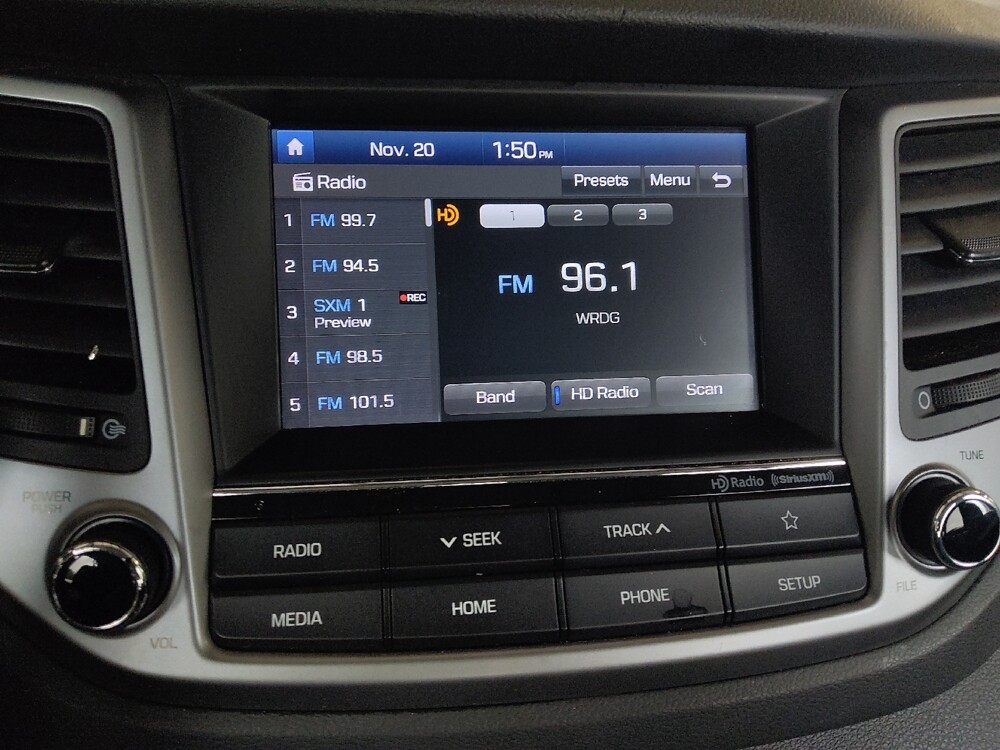 Nov. 20 1:50 PM
Radio Presets Menu
1 FM 99.7
2 FM 94.5
3 SXM 1 REC
Preview
4 FM 98.5
5 FM 101.5
HD 1 2 3
FM 96.1
WRDG
Band HD Radio Scan
HD Radio ((SiriusXM))
POWER
PUSH
VOL
TUNE
FILE
RADIO SEEK TRACK
MEDIA HOME PHONE SETUP